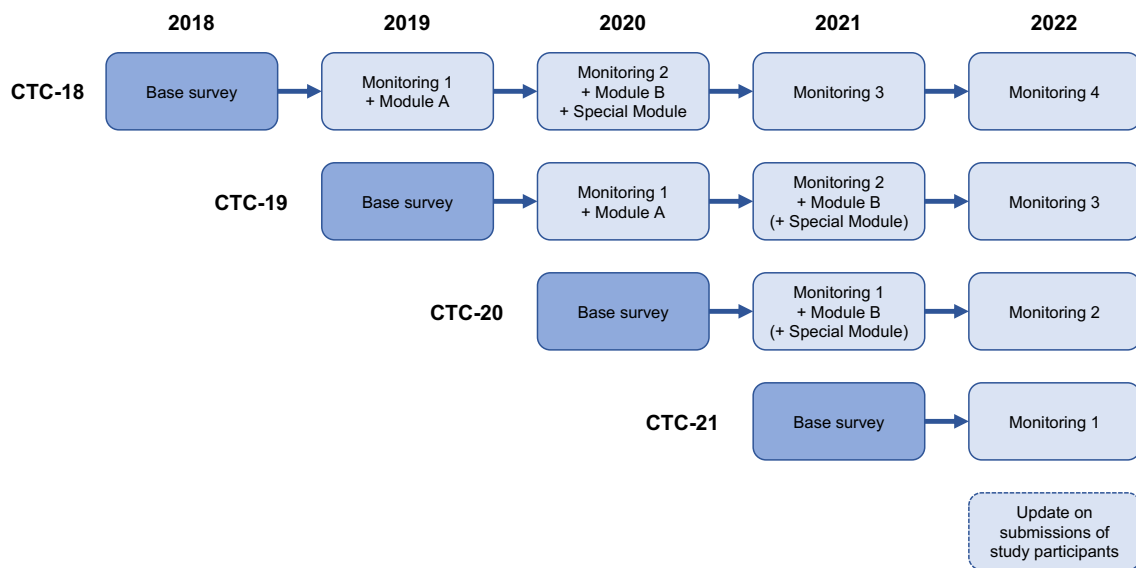 2018 2019 2020 2021 2022
CTC-18
Base survey
Monitoring 1
+ Module A
Monitoring 2
+ Module B
+ Special Module
Monitoring 3
Monitoring 4
CTC-19
Base survey
Monitoring 1
+ Module A
Monitoring 2
+ Module B
(+ Special Module)
Monitoring 3
CTC-20
Base survey
Monitoring 1
+ Module B
(+ Special Module)
Monitoring 2
CTC-21
Base survey
Monitoring 1
Update on
submissions of
study participants